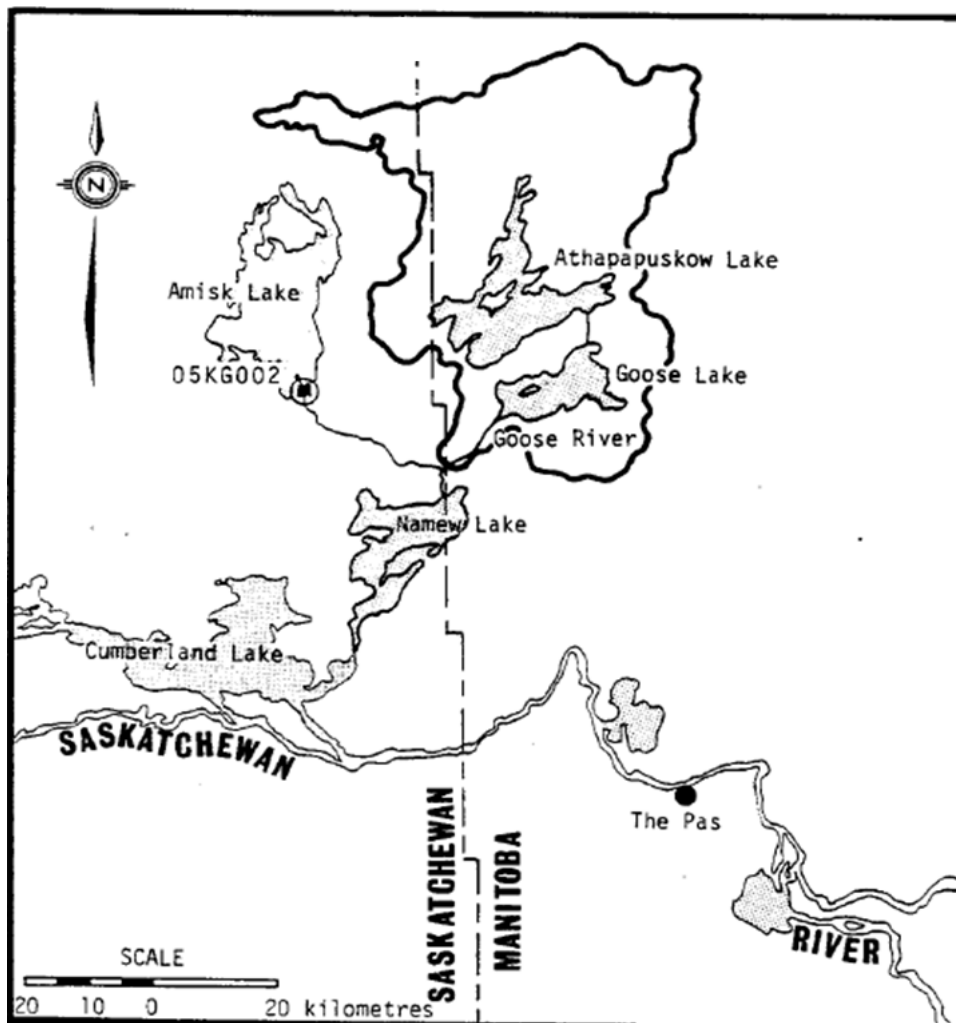 N
Athapapuskow Lake
Amisk Lake
05KG002
Goose Lake
Goose River
Namew Lake
Cumberland Lake
SASKATCHEWAN
The Pas
SASKATCHEWAN
MANITOBA
RIVER
SCALE
20 10 0 20 kilometres